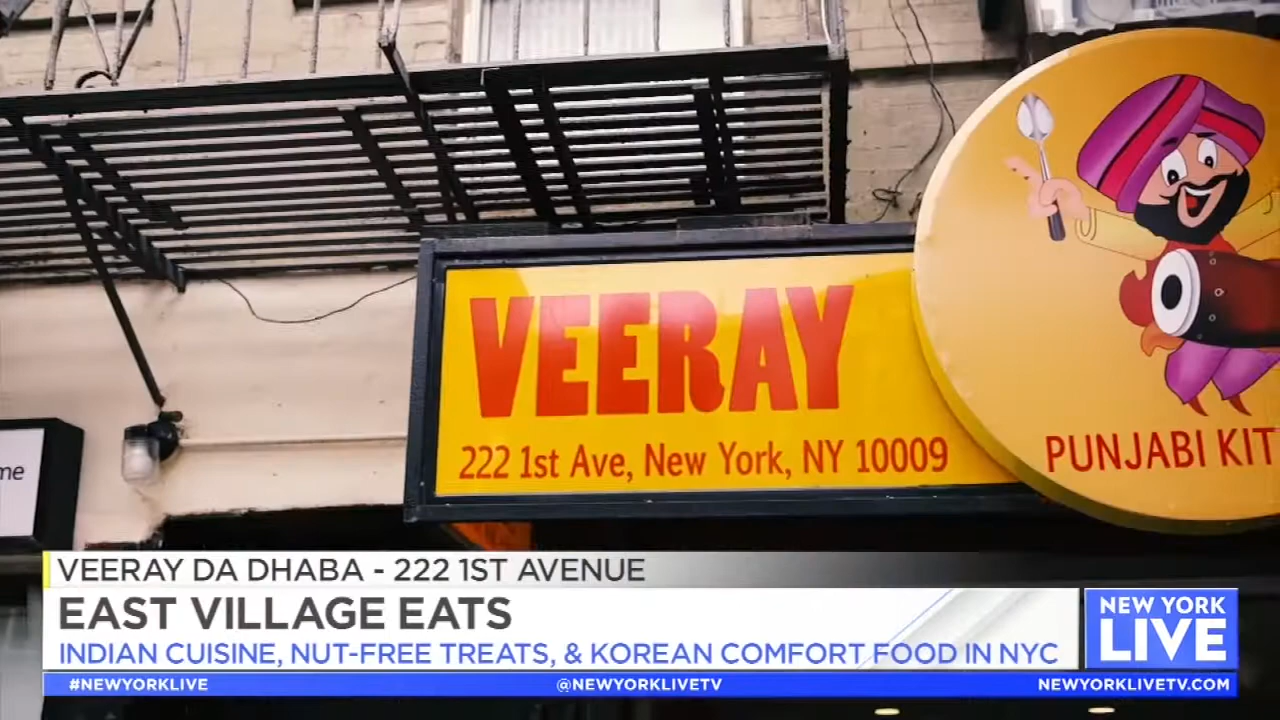 VEERAY
222 1st Ave, New York, NY 10009
PUNJABI KIT
me
VEERAY DA DHABA - 222 1ST AVENUE
EAST VILLAGE EATS
INDIAN CUISINE, NUT-FREE TREATS, & KOREAN COMFORT FOOD IN NYC
NEW YORK
LIVE
#NEWYORKLIVE
@NEWYORKLIVETV
NEWYORKLIVETV.COM